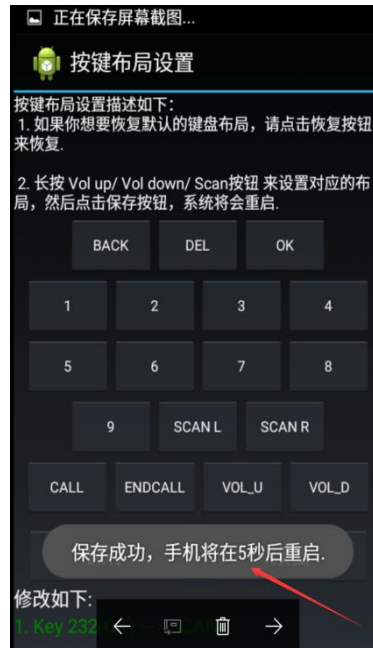 正在保存屏幕截图...
按键布局设置
按键布局设置描述如下：
1. 如果你想要恢复默认的键盘布局，请点击恢复按钮
来恢复.
2. 长按 Vol up/ Vol down/ Scan按钮 来设置对应的布
局，然后点击保存按钮，系统将会重启.
BACK DEL OK
1 2 3 4
5 6 7 8
9 SCAN L SCAN R
CALL ENDCALL VOL_U VOL_D
保存成功，手机将在5秒后重启.
修改如下:
1. Key 232